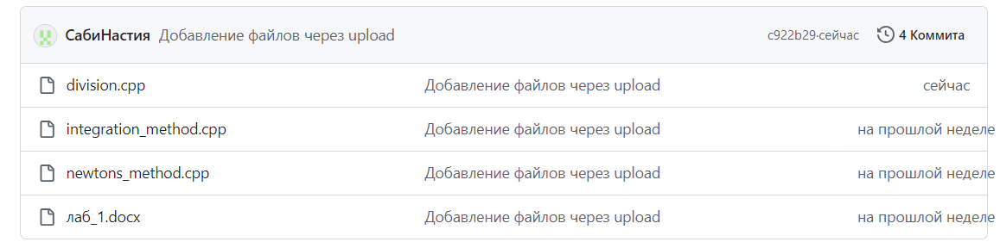 СабиНастия Добавление файлов через upload c922b29·сейчас 4 Коммита
division.cpp Добавление файлов через upload сейчас
integration_method.cpp Добавление файлов через upload на прошлой неделе
newtons_method.cpp Добавление файлов через upload на прошлой неделе
лаб_1.docx Добавление файлов через upload на прошлой неделе